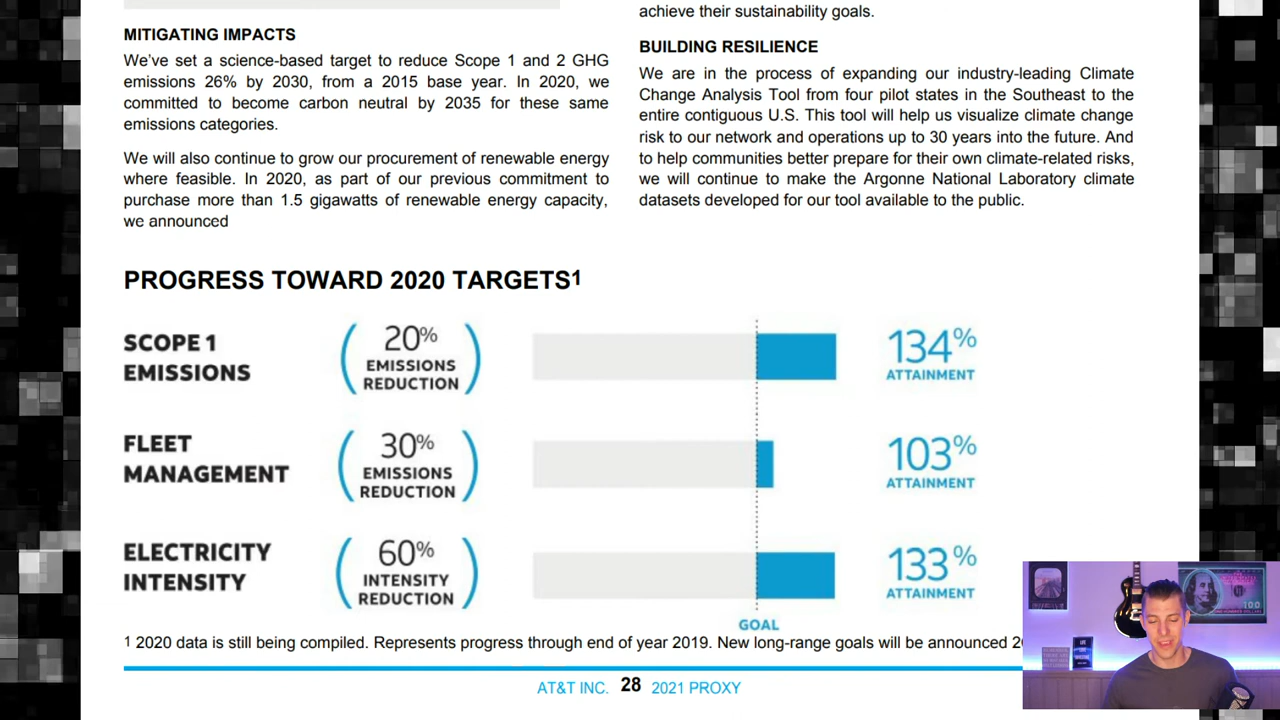 achieve their sustainability goals.
MITIGATING IMPACTS
We've set a science-based target to reduce Scope 1 and 2 GHG
emissions 26% by 2030, from a 2015 base year. In 2020, we
committed to become carbon neutral by 2035 for these same
emissions categories.
We will also continue to grow our procurement of renewable energy
where feasible. In 2020, as part of our previous commitment to
purchase more than 1.5 gigawatts of renewable energy capacity,
we announced
BUILDING RESILIENCE
We are in the process of expanding our industry-leading Climate
Change Analysis Tool from four pilot states in the Southeast to the
entire contiguous U.S. This tool will help us visualize climate change
risk to our network and operations up to 30 years into the future. And
to help communities better prepare for their own climate-related risks,
we will continue to make the Argonne National Laboratory climate
datasets developed for our tool available to the public.
PROGRESS TOWARD 2020 TARGETS1
SCOPE 1
EMISSIONS
20%
EMISSIONS
REDUCTION
134%
ATTAINMENT
FLEET
MANAGEMENT
30%
EMISSIONS
REDUCTION
103%
ATTAINMENT
ELECTRICITY
INTENSITY
60%
INTENSITY
REDUCTION
133%
ATTAINMENT
GOAL
1 2020 data is still being compiled. Represents progress through end of year 2019. New long-range goals will be announced
AT&T INC. 28 2021 PROXY
100